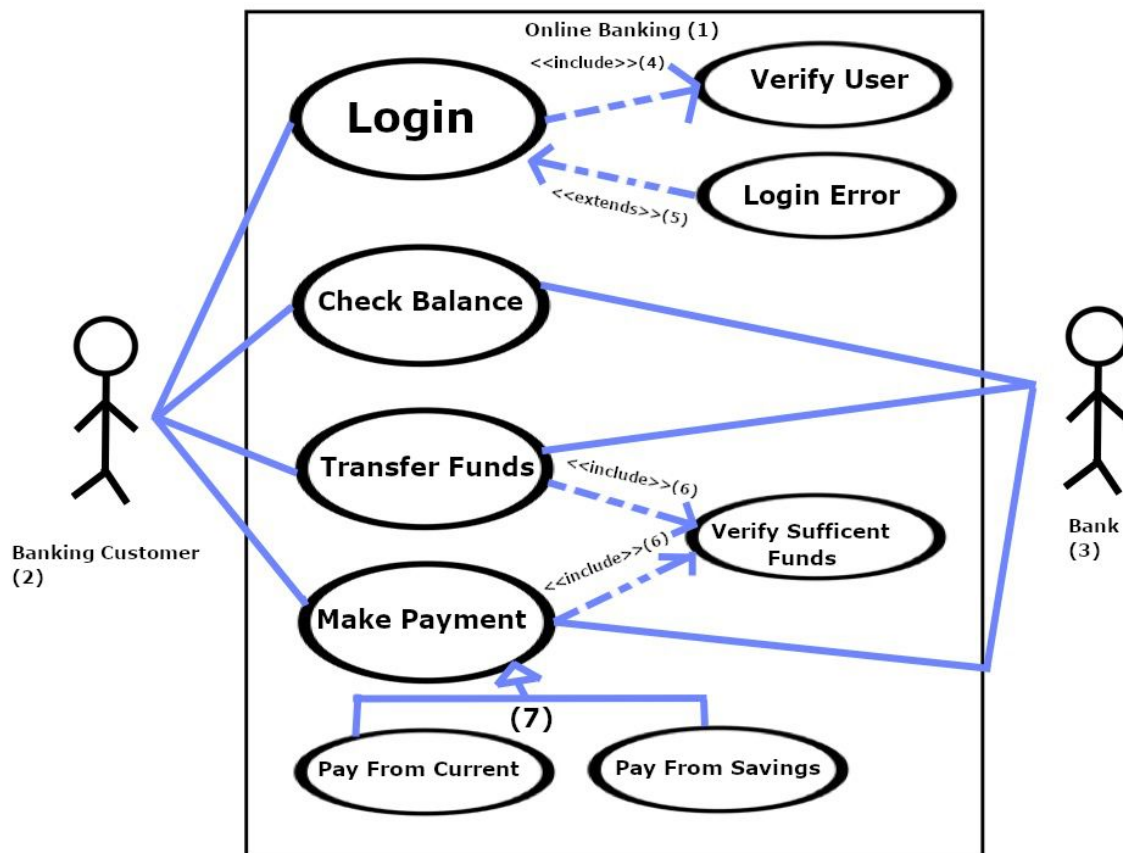 Online Banking (1)
<<include>>(4)
Verify User
Login
Login Error
<<extends>>(5)
Check Balance
Transfer Funds
<<include>>(6)
Verify Sufficent
Funds
Bank
(3)
Banking Customer
(2)
<<include>>(6)
Make Payment
(7)
Pay From Current
Pay From Savings